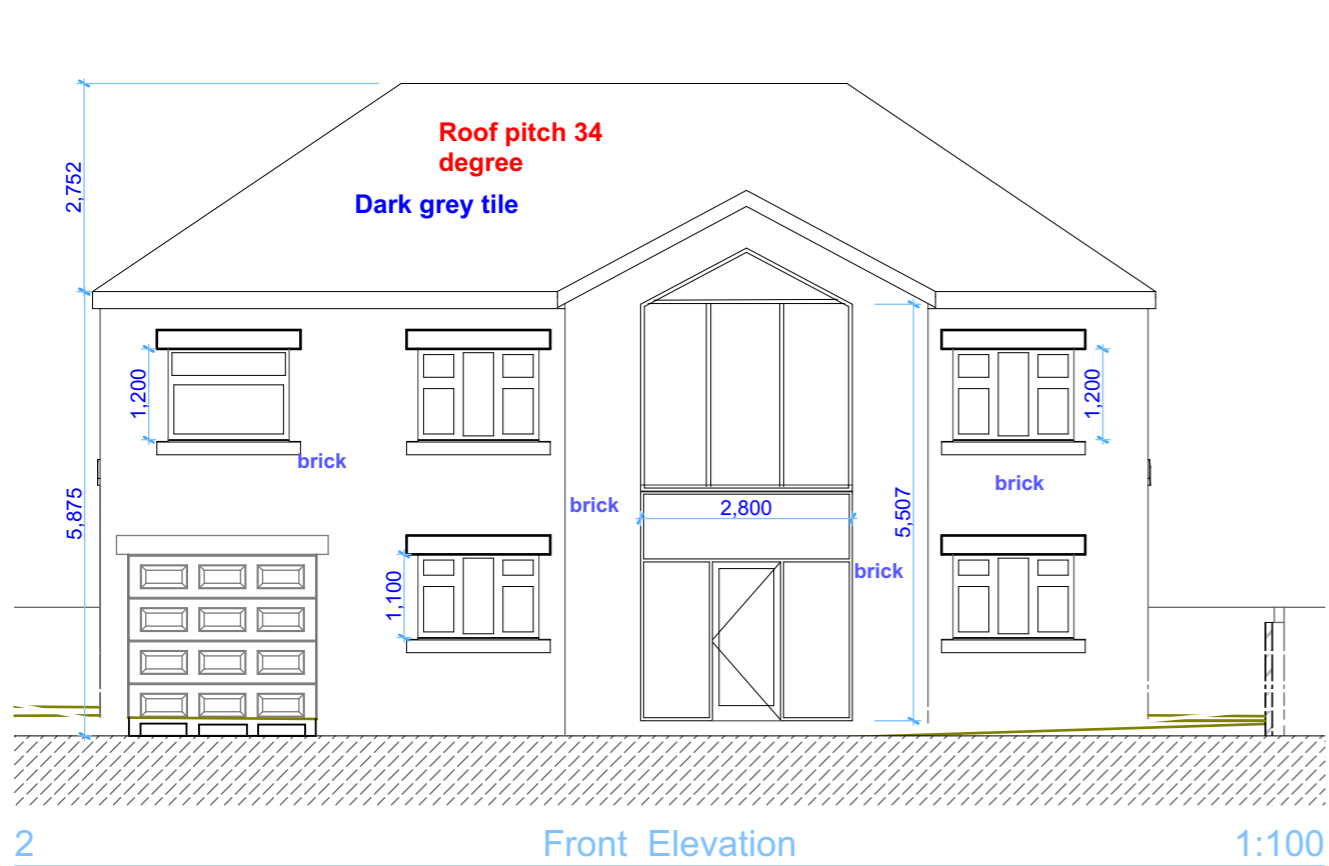 Roof pitch 34
degree
Dark grey tile
2,752
1,200
1,200
brick
brick
brick
5,875
2,800
5,507
brick
1,100
2 Front Elevation 1:100